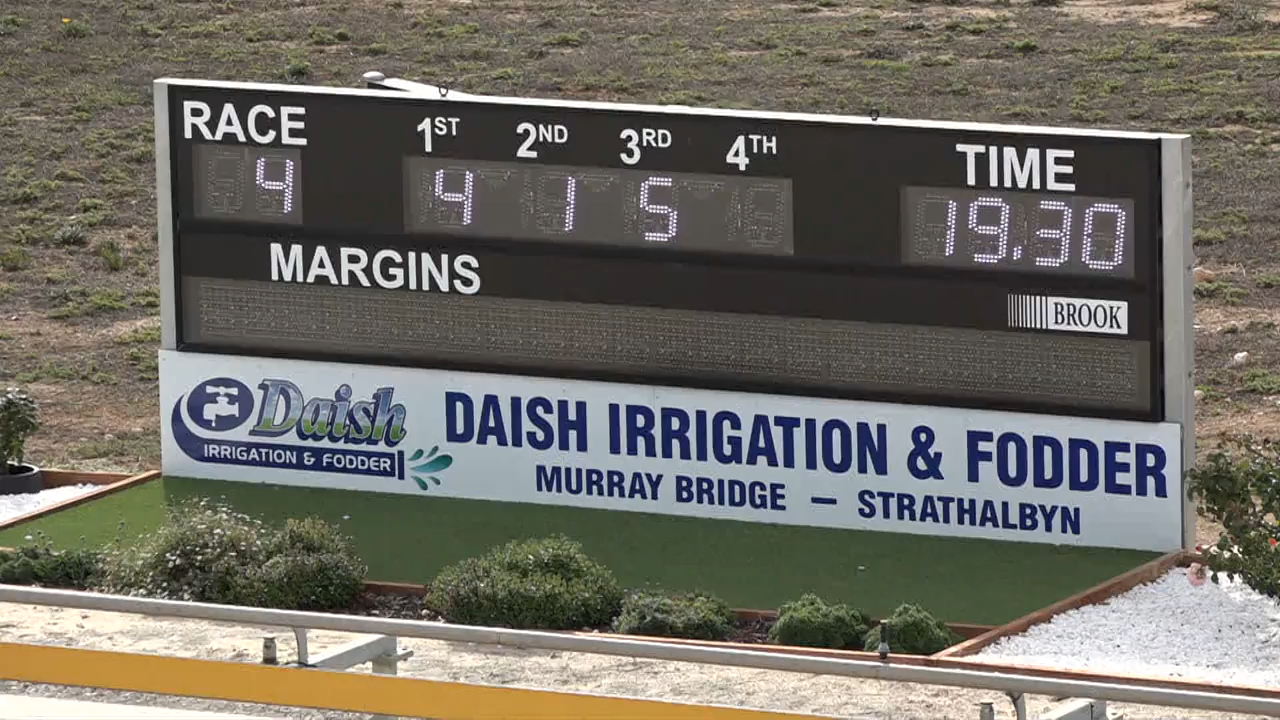 RACE 1ST 2ND 3RD 4TH TIME
4 4 1 5 19.30
MARGINS
BROOK
Daish
IRRIGATION & FODDER
DAISH IRRIGATION & FODDER
MURRAY BRIDGE – STRATHALBYN